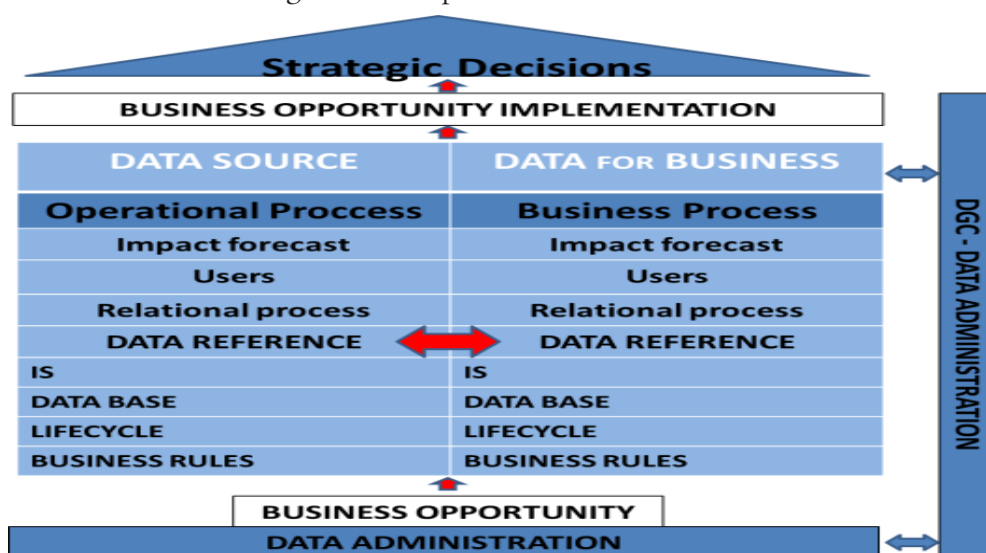 Strategic Decisions
BUSINESS OPPORTUNITY IMPLEMENTATION
DATA SOURCE DATA FOR BUSINESS
Operational Proccess Business Process
Impact forecast Impact forecast
Users Users
Relational process Relational process
DATA REFERENCE DATA REFERENCE
IS IS
DATA BASE DATA BASE
LIFECYCLE LIFECYCLE
BUSINESS RULES BUSINESS RULES
BUSINESS OPPORTUNITY
DATA ADMINISTRATION
DGC - DATA ADMINISTRATION